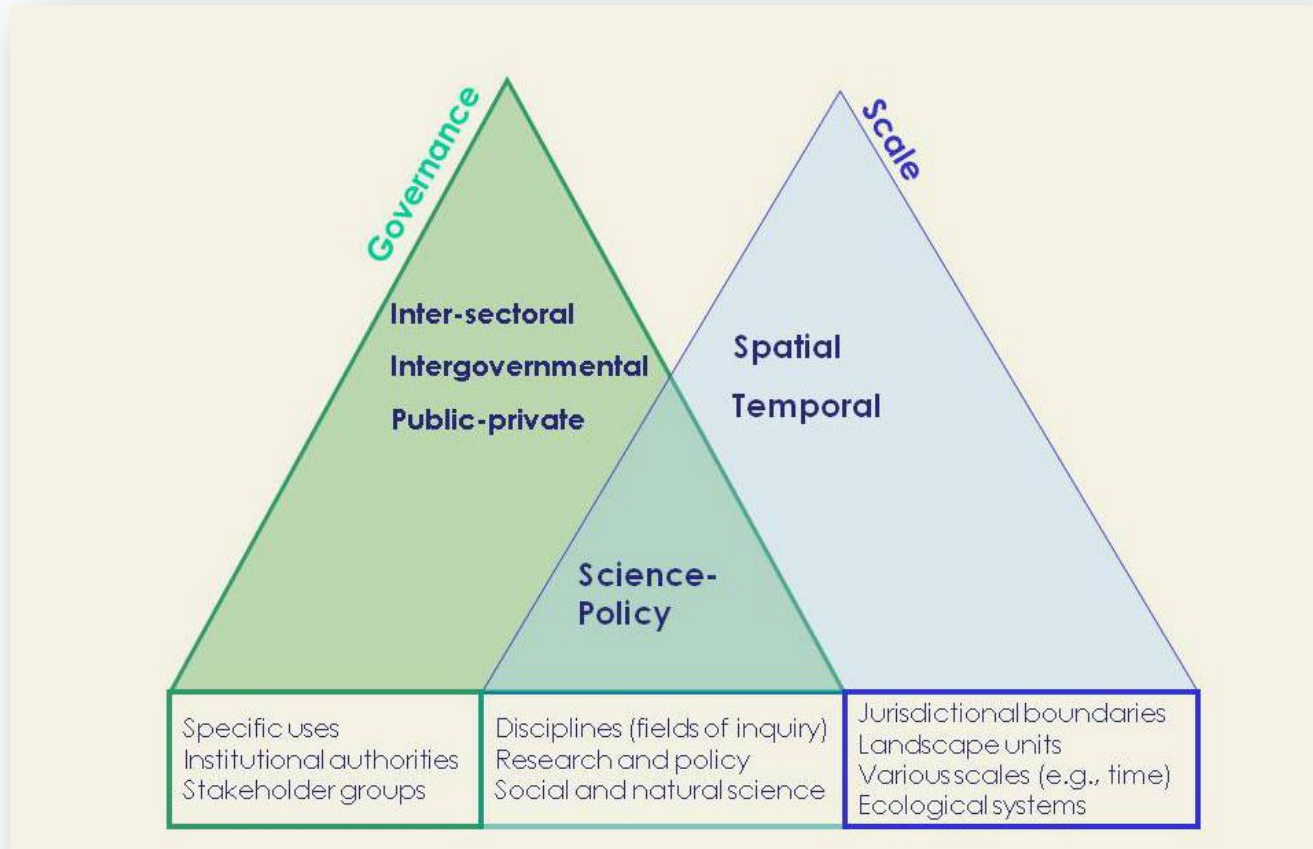 Governance
Scale
Inter-sectoral
Intergovernmental
Public-private
Spatial
Temporal
Science-
Policy
Specific uses
Institutional authorities
Stakeholder groups
Disciplines (fields of inquiry)
Research and policy
Social and natural science
Jurisdictional boundaries
Landscape units
Various scales (e.g., time)
Ecological systems